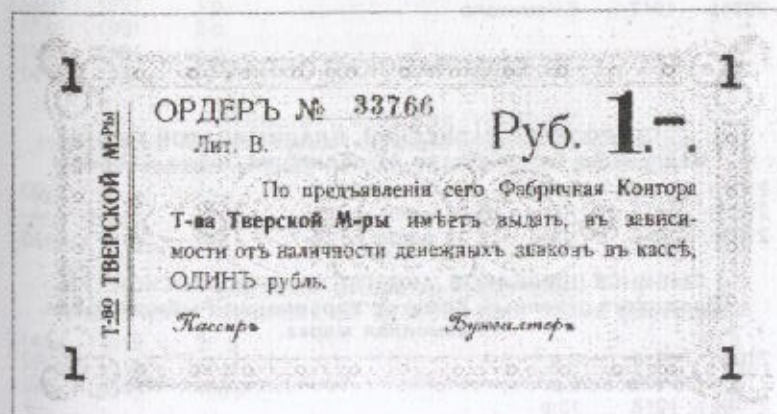 1
1
ОРДЕРЪ № 33766
Руб. 1.-.
Лит. В.
Т-во ТВЕРСКОЙ М-РЫ
По предъявленіи сего Фабричная Контора
Т-ва Тверской М-ры имѣетъ выдать, въ зависи-
мости отъ наличности денежныхъ знаковъ въ кассѣ,
ОДИНЪ рубль.
Кассиръ
Бухгалтеръ
1
1